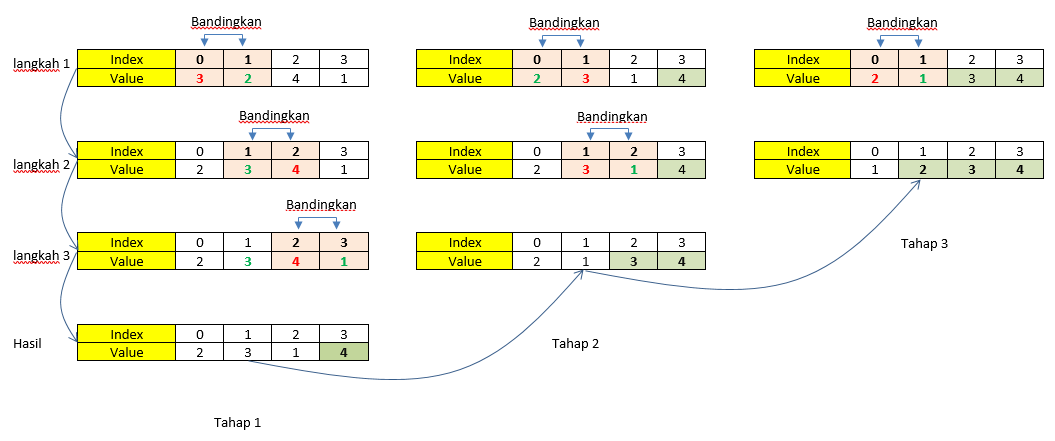 Bandingkan Bandingkan Bandingkan
langkah 1 Index 0 1 2 3 Index 0 1 2 3 Index 0 1 2 3
Value 3 2 4 1 Value 2 3 1 4 Value 2 1 3 4
Bandingkan Bandingkan
langkah 2 Index 0 1 2 3 Index 0 1 2 3 Index 0 1 2 3
Value 2 3 4 1 Value 2 3 1 4 Value 1 2 3 4
Bandingkan
langkah 3 Index 0 1 2 3 Index 0 1 2 3 Tahap 3
Value 2 3 4 1 Value 2 1 3 4
Hasil Index 0 1 2 3 Tahap 2
Value 2 3 1 4
Tahap 1